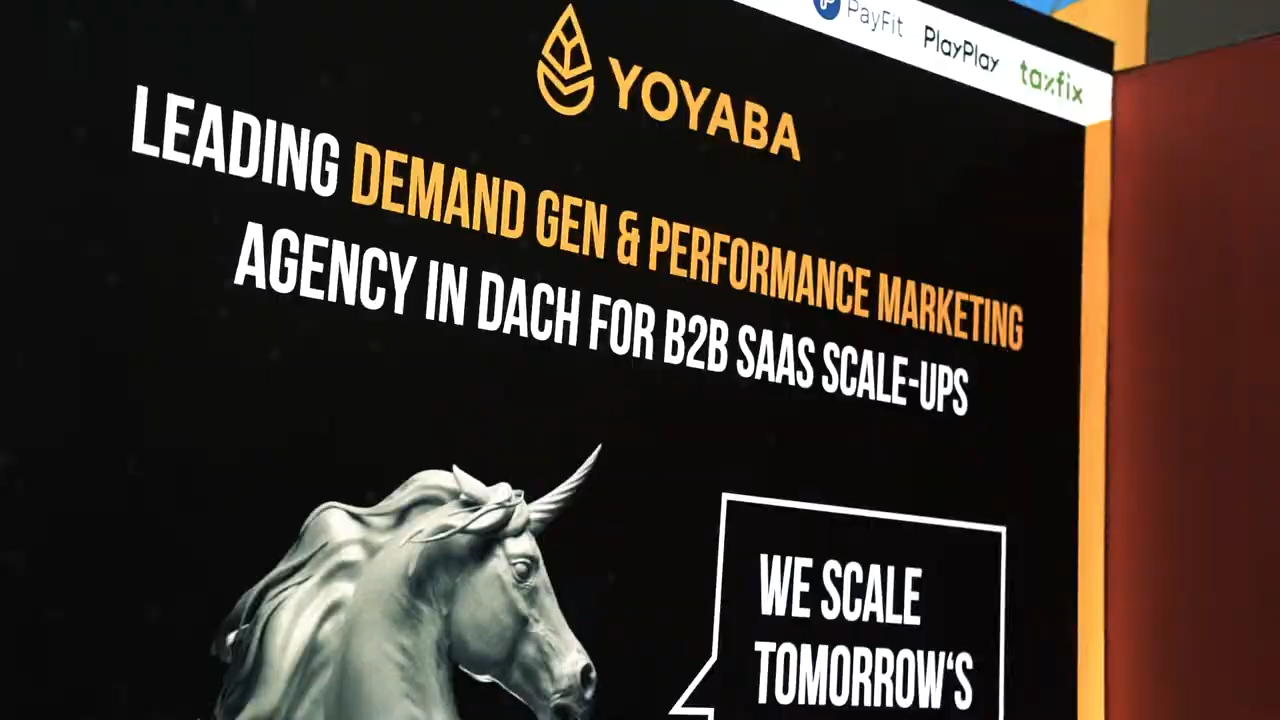 PayFit PlayPlay taxfix
YOYABA
LEADING DEMAND GEN & PERFORMANCE MARKETING
AGENCY IN DACH FOR B2B SAAS SCALE-UPS
WE SCALE
TOMORROW‘S